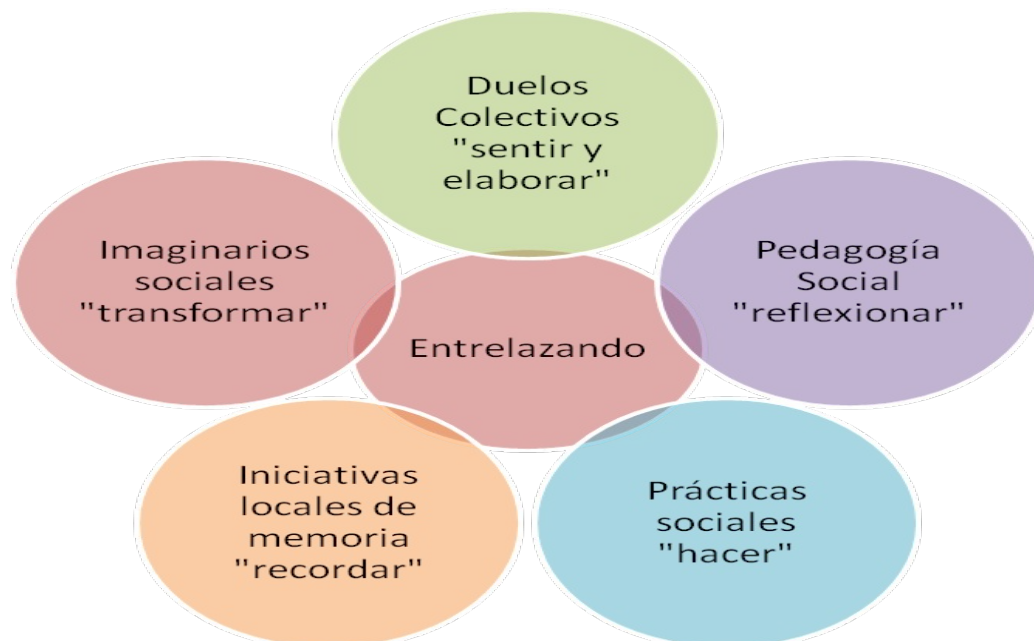 Duelos
Colectivos
"sentir y
elaborar"
Imaginarios
sociales
"transformar"
Pedagogía
Social
"reflexionar"
Entrelazando
Iniciativas
locales de
memoria
"recordar"
Prácticas
sociales
"hacer"